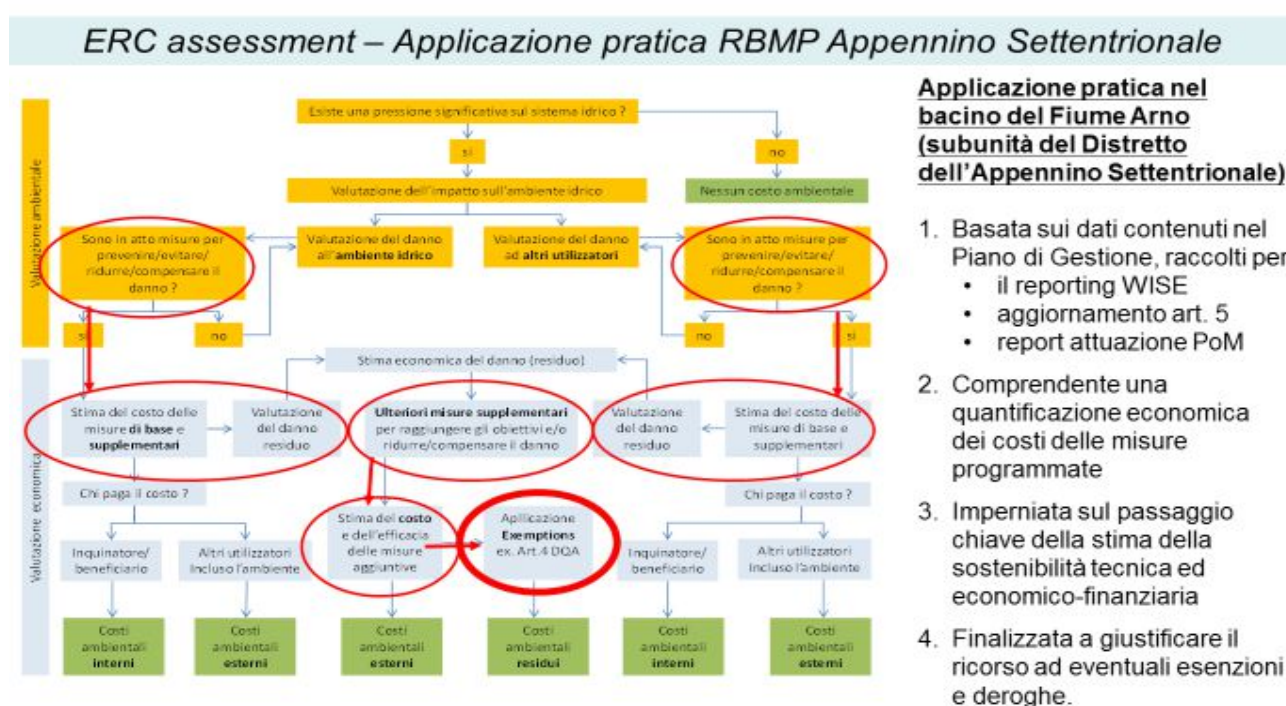 ERC assessment – Applicazione pratica RBMP Appennino Settentrionale
Esiste una pressione significativa sul sistema idrico ?
si
no
Valutazione dell'impatto sull'ambiente idrico
Nessun costo ambientale
Valutazione ambientale
Sono in atto misure per
prevenire/evitare/
ridurre/compensare il
danno ?
Valutazione del danno
all'ambiente idrico
Valutazione del danno
ad altri utilizzatori
Sono in atto misure per
prevenire/evitare/
ridurre/compensare il
danno ?
si
no
no
si
Valutazione economica
Stima economica del danno (residuo)
Stima del costo delle
misure di base e
supplementari
Valutazione
del danno
residuo
Ulteriori misure supplementari
per raggiungere gli obiettivi e/o
ridurre/compensare il danno
Valutazione
del danno
residuo
Stima del costo delle
misure di base e
supplementari
Chi paga il costo ?
Stima del costo
e dell'efficacia
delle misure
aggiuntive
Apllicazione
Exemptions
ex. Art.4 DQA
Chi paga il costo ?
Inquinatore/
beneficiario
Altri utilizzatori
Incluso l'ambiente
Inquinatore/
beneficiario
Altri utilizzatori
Incluso l'ambiente
Costi
ambientali
interni
Costi
ambientali
esterni
Costi
ambientali
esterni
Costi
ambientali
residui
Costi
ambientali
interni
Costi
ambientali
esterni
Applicazione pratica nel
bacino del Fiume Arno
(subunità del Distretto
dell'Appennino Settentrionale)
1. Basata sui dati contenuti nel
Piano di Gestione, raccolti per
• il reporting WISE
• aggiornamento art. 5
• report attuazione PoM
2. Comprendente una
quantificazione economica
dei costi delle misure
programmate
3. Imperniata sul passaggio
chiave della stima della
sostenibilità tecnica ed
economico-finanziaria
4. Finalizzata a giustificare il
ricorso ad eventuali esenzioni
e deroghe.